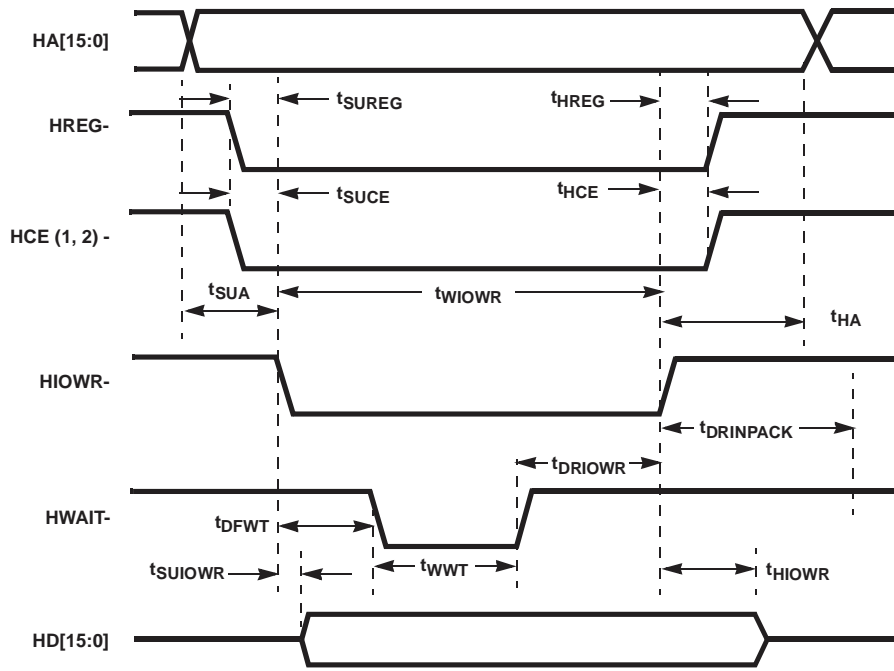 HA[15:0]
tSUREG
tHREG
HREG-
tSUCE
tHCE
HCE (1, 2) -
tSUA
tWIOWR
tHA
HIOWR-
tDRINPACK
tDRIOWR
HWAIT-
tDFWT
tSUIOWR
tWWT
tHIOWR
HD[15:0]